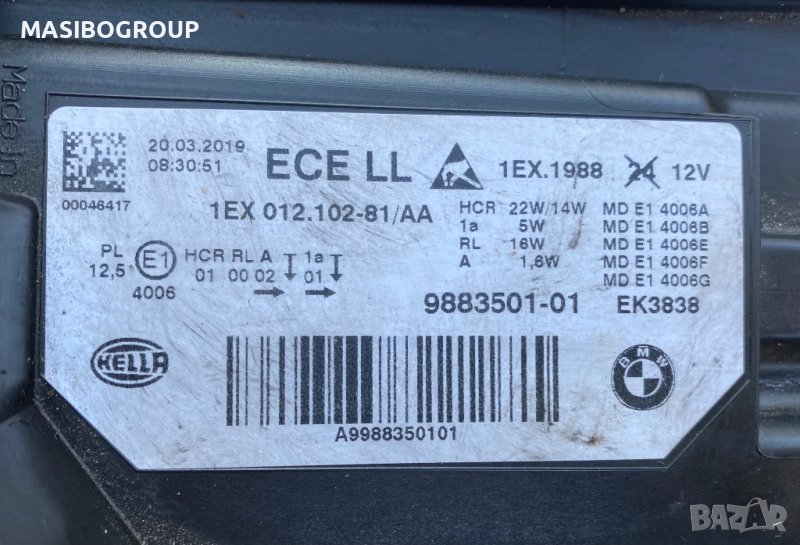 MASIBOGROUP
Made in
20.03.2019
08:30:51
ECE LL
1EX.1988 24 12V
00046417
1EX 012.102-81/AA
HCR 22W/14W MD E1 4006A
1a 5W MD E1 4006B
RL 16W MD E1 4006E
A 1,6W MD E1 4006F
MD E1 4006G
PL
12,5
E1
4006
HCR RL A 1a
01 00 02 01
9883501-01 EK3838
HELLA
BMW
A9988350101
BAZAR